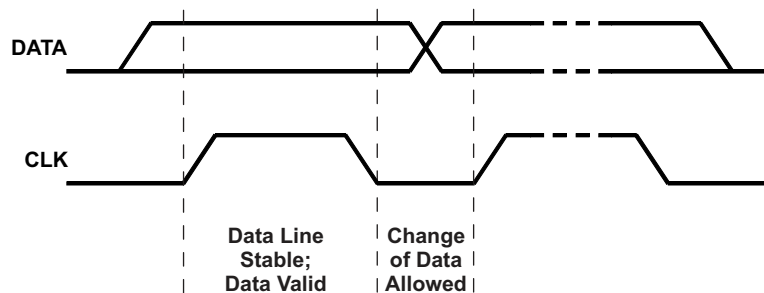 DATA
CLK
Data Line
Stable;
Data Valid
Change
of Data
Allowed